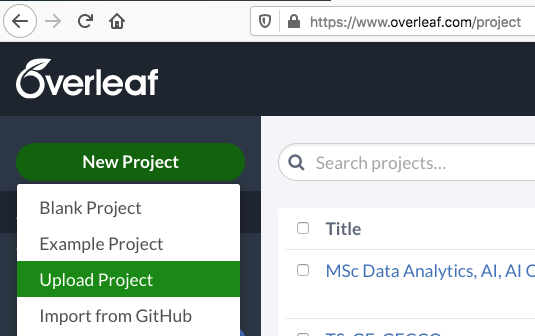 https://www.overleaf.com/project
Overleaf
New Project
Search projects...
Blank Project
Example Project
Title
Upload Project
MSc Data Analytics, AI, AI
Import from GitHub